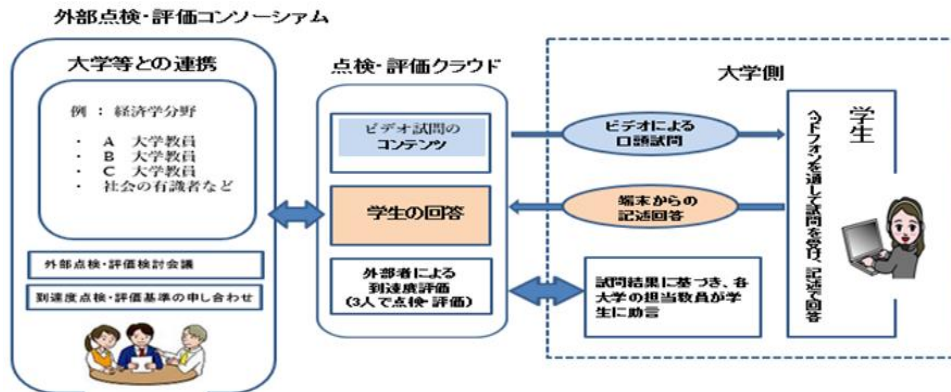 外部点検・評価コンソーシアム
大学等との連携
例 : 経済学分野
・ A 大学教員
・ B 大学教員
・ C 大学教員
・ 社会の有識者など
外部点検・評価検討会議
到達度点検・評価基準の申し合わせ
点検・評価クラウド
ビデオ試問の
コンテンツ
学生の回答
外部者による
到達度評価
(3人で点検・評価)
大学側
ビデオによる
口頭試問
端末からの
記述回答
試問結果に基づき、各
大学の担当教員が学
生に助言
学生
ヘッドフォンを通して試問を受け、記述で回答